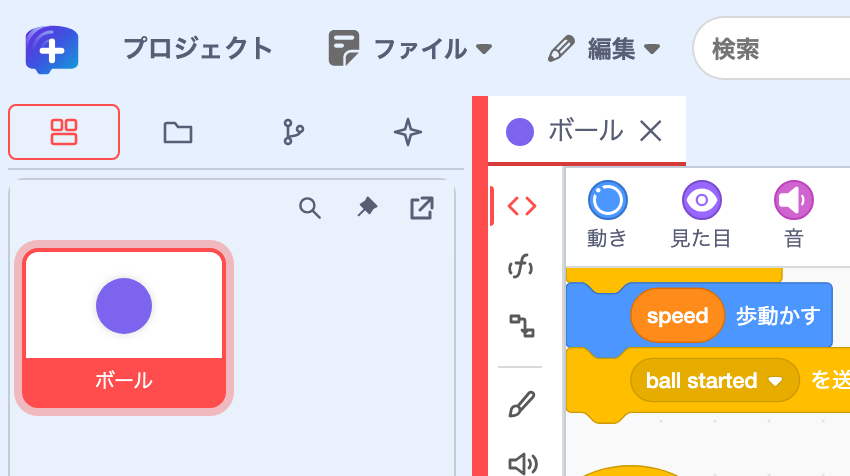 プロジェクト ファイル 編集 検索
ボール
動き 見た目 音
speed 歩動かす
ball started を送
ボール